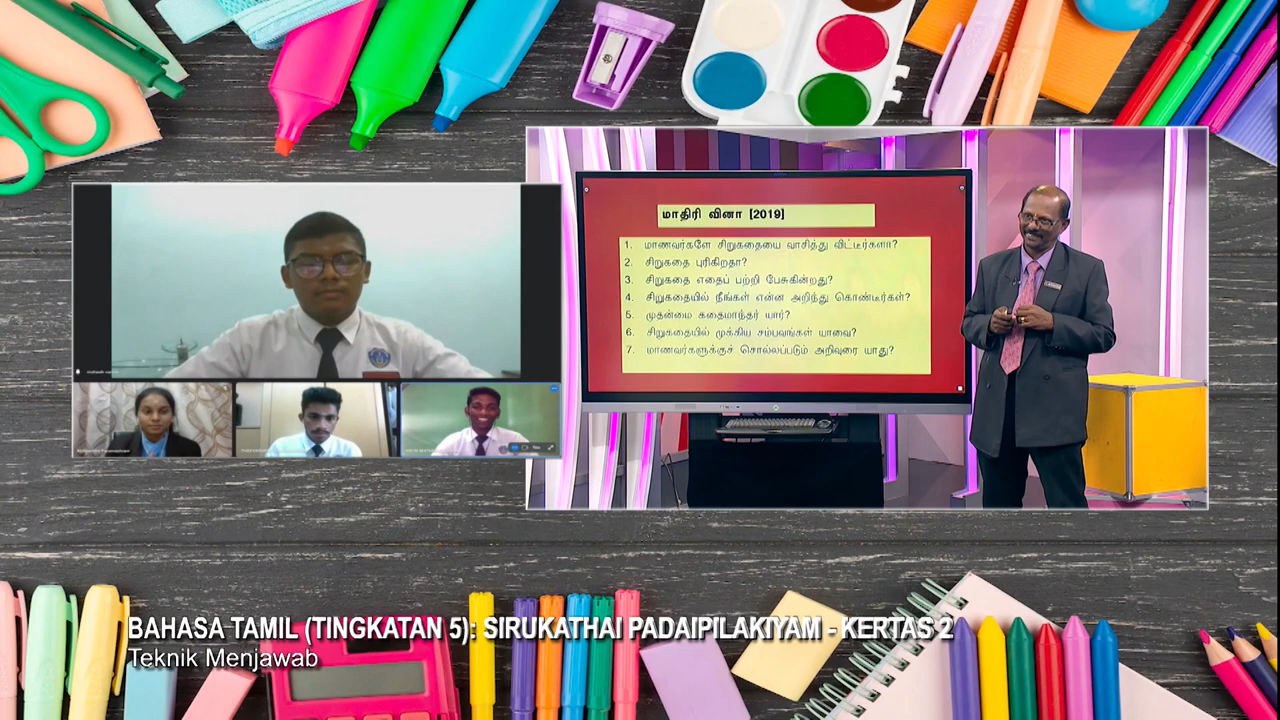 மாதிரி வினா [2019]
1. மாணவர்களே சிறுகதையை வாசித்து விட்டீர்களா?
2. சிறுகதை புரிகிறதா?
3. சிறுகதை எதைப் பற்றி பேசுகின்றது?
4. சிறுகதையில் நீங்கள் என்ன அறிந்து கொண்டீர்கள்?
5. முதன்மை கதைமாந்தர் யார்?
6. சிறுகதையில் முக்கிய சம்பவங்கள் யாவை?
7. மாணவர்களுக்குச் சொல்லப்படும் அறிவுரை யாது?
BAHASA TAMIL (TINGKATAN 5): SIRUKATHAI PADAIPILAKIYAM - KERTAS 2
Teknik Menjawab